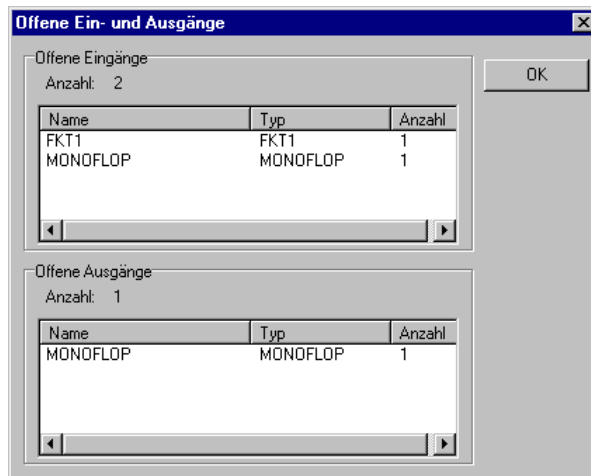 Offene Ein- und Ausgänge
Offene Eingänge
OK
Anzahl: 2
Name Typ Anzahl
FKT1 FKT1 1
MONOFLOP MONOFLOP 1
Offene Ausgänge
Anzahl: 1
Name Typ Anzahl
MONOFLOP MONOFLOP 1